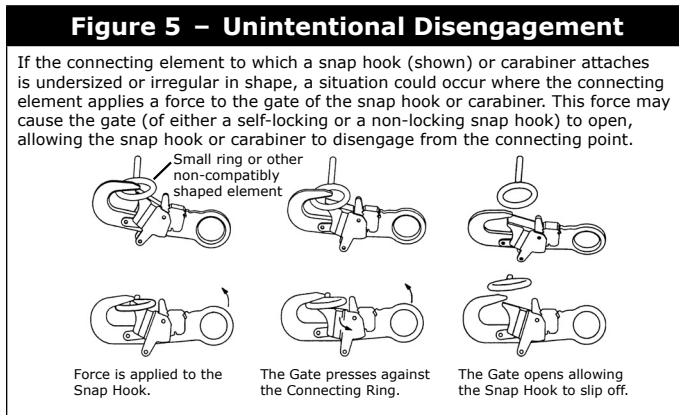 Figure 5 – Unintentional Disengagement
If the connecting element to which a snap hook (shown) or carabiner attaches
is undersized or irregular in shape, a situation could occur where the connecting
element applies a force to the gate of the snap hook or carabiner. This force may
cause the gate (of either a self-locking or a non-locking snap hook) to open,
allowing the snap hook or carabiner to disengage from the connecting point.
Small ring or other
non-compatibly
shaped element
Force is applied to the
Snap Hook.
The Gate presses against
the Connecting Ring.
The Gate opens allowing
the Snap Hook to slip off.